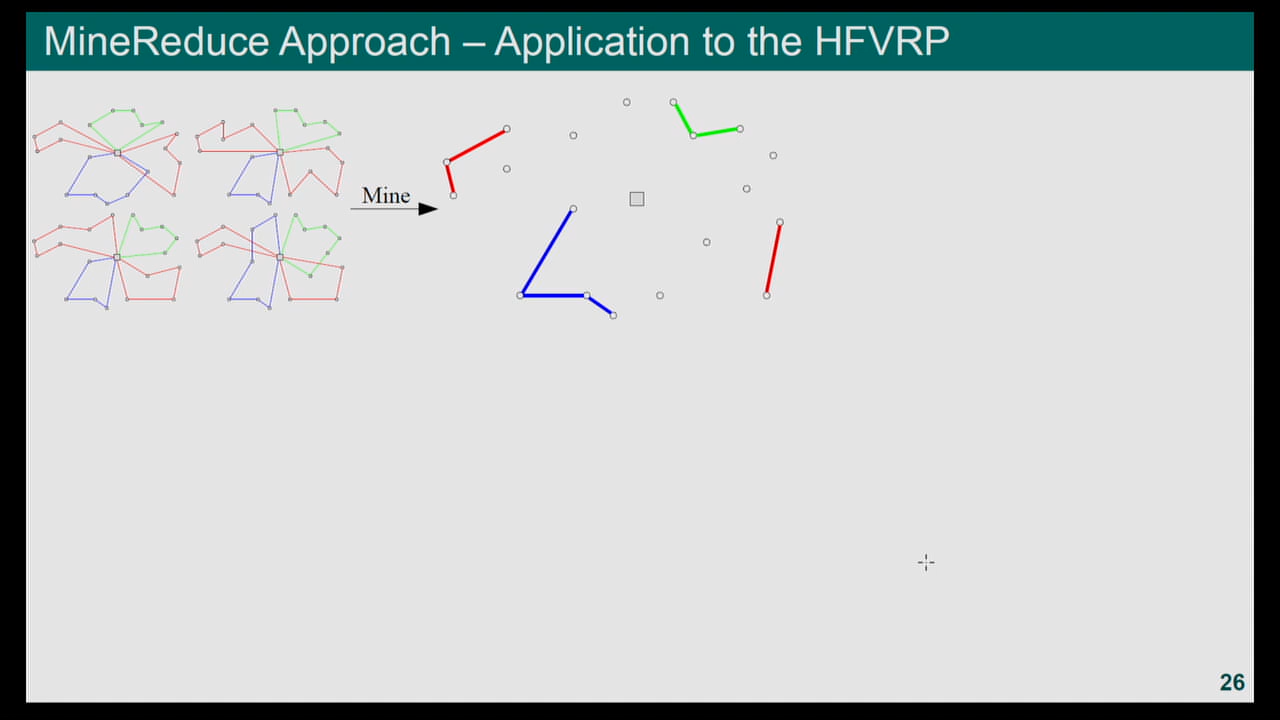 MineReduce Approach – Application to the HFVRP
Mine
26